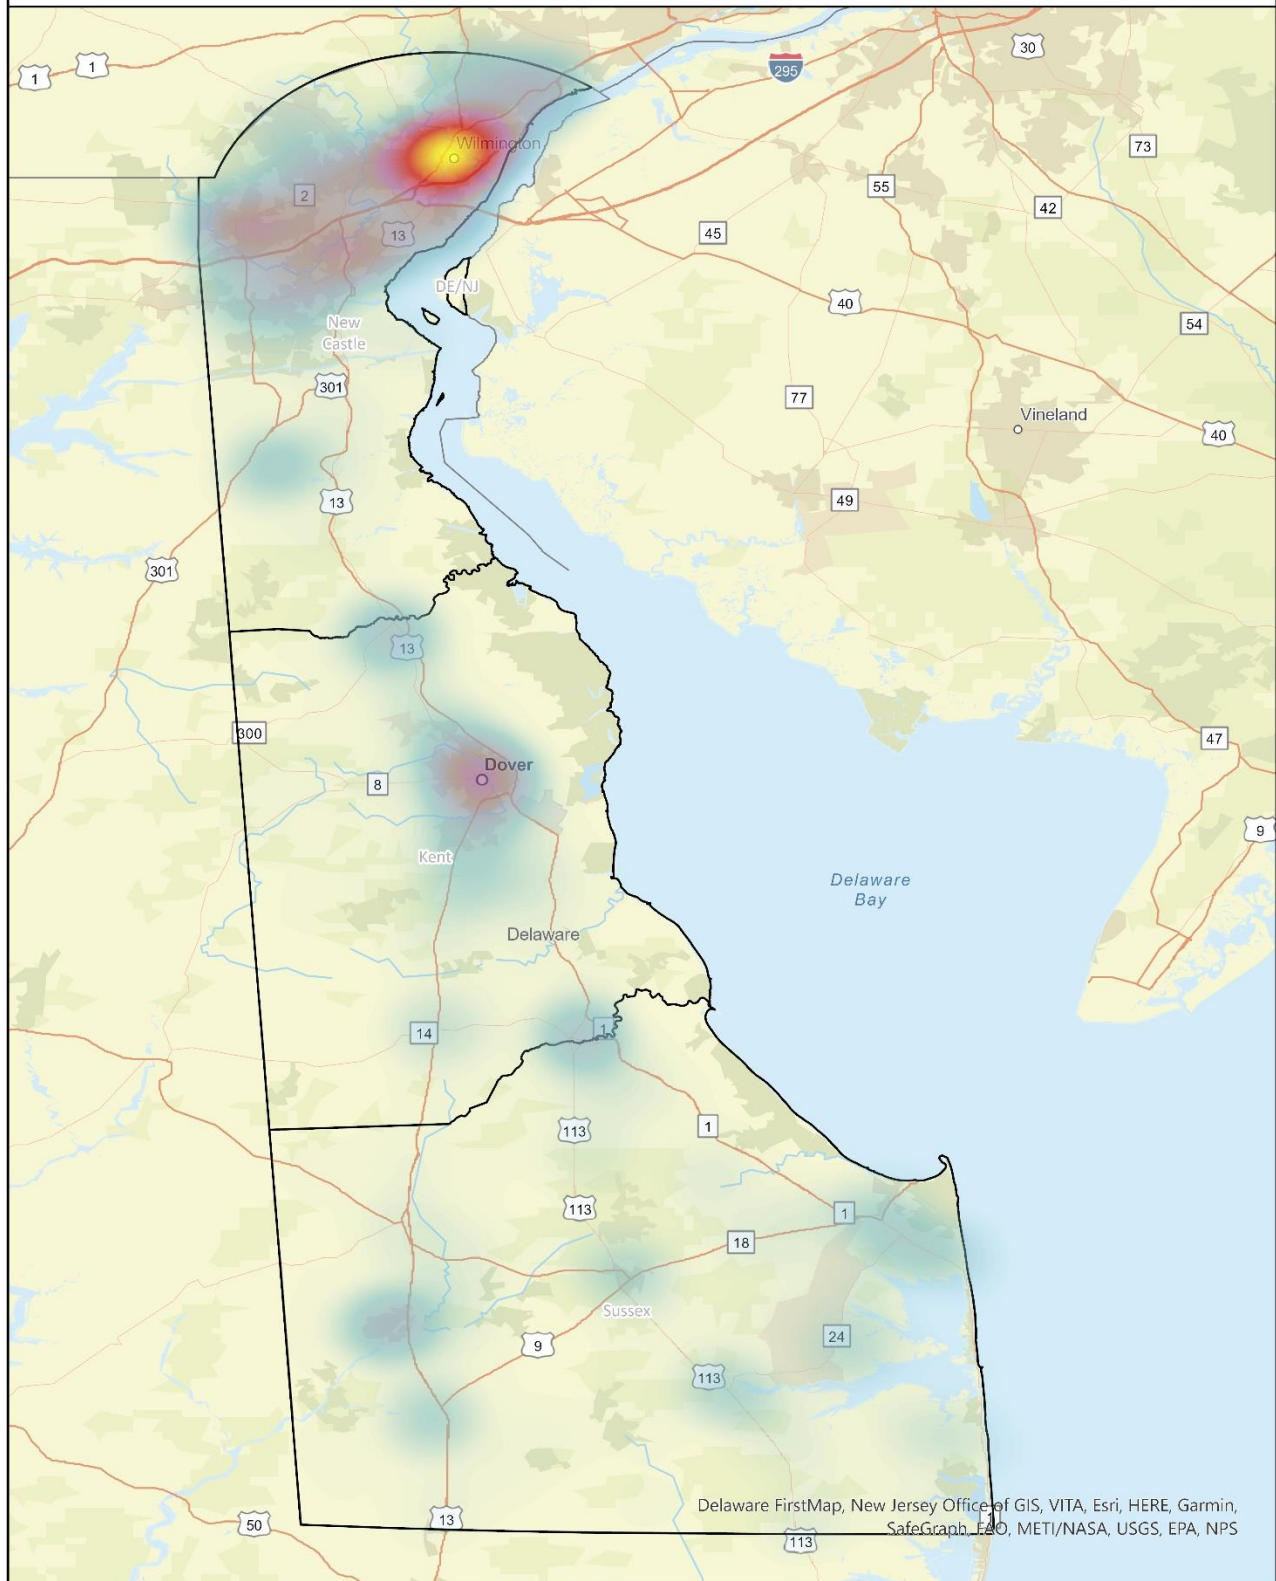 30
1
1
295
Wilmington
73
2
55
42
13
45
DE/NJ
40
New
Castle
54
301
77
Vineland
40
13
49
301
13
300
47
Dover
8
9
Kent
Delaware
Bay
Delaware
14
1
113
1
113
1
18
Sussex
24
9
113
Delaware FirstMap, New Jersey Office of GIS, VITA, Esri, HERE, Garmin,
SafeGraph, FAO, METI/NASA, USGS, EPA, NPS
1
50
13
113